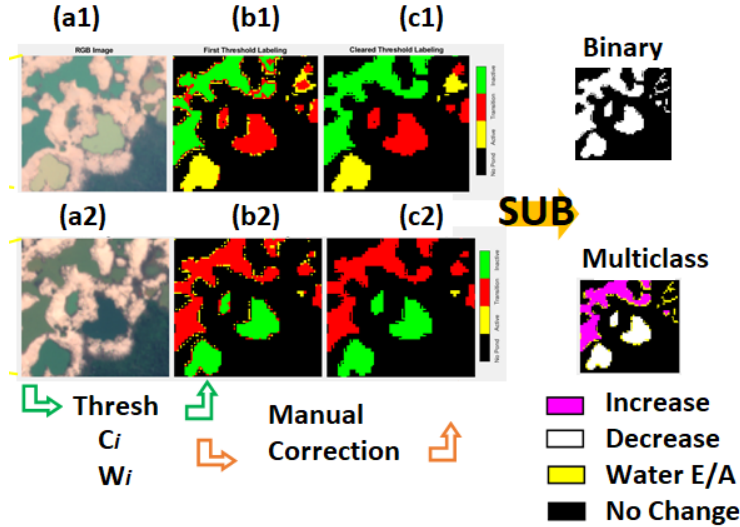 (a1)
(b1)
(c1)
RGB Image
First Threshold Labeling
Cleared Threshold Labeling
Inactive
Transition
Active
No Pond
Binary
(a2)
(b2)
(c2)
SUB
Inactive
Transition
Active
No Pond
Multiclass
Thresh
Ci
Wi
Manual
Correction
Increase
Decrease
Water E/A
No Change